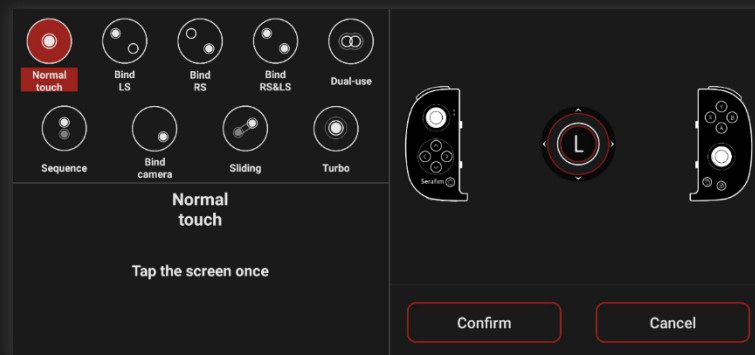 Normal
touch
Bind
LS
Bind
RS
Bind
RS&LS
Dual-use
Sequence
Bind
camera
Sliding
Turbo
Normal
touch
Tap the screen once
Serafim
L
Y
X
B
A
Confirm
Cancel